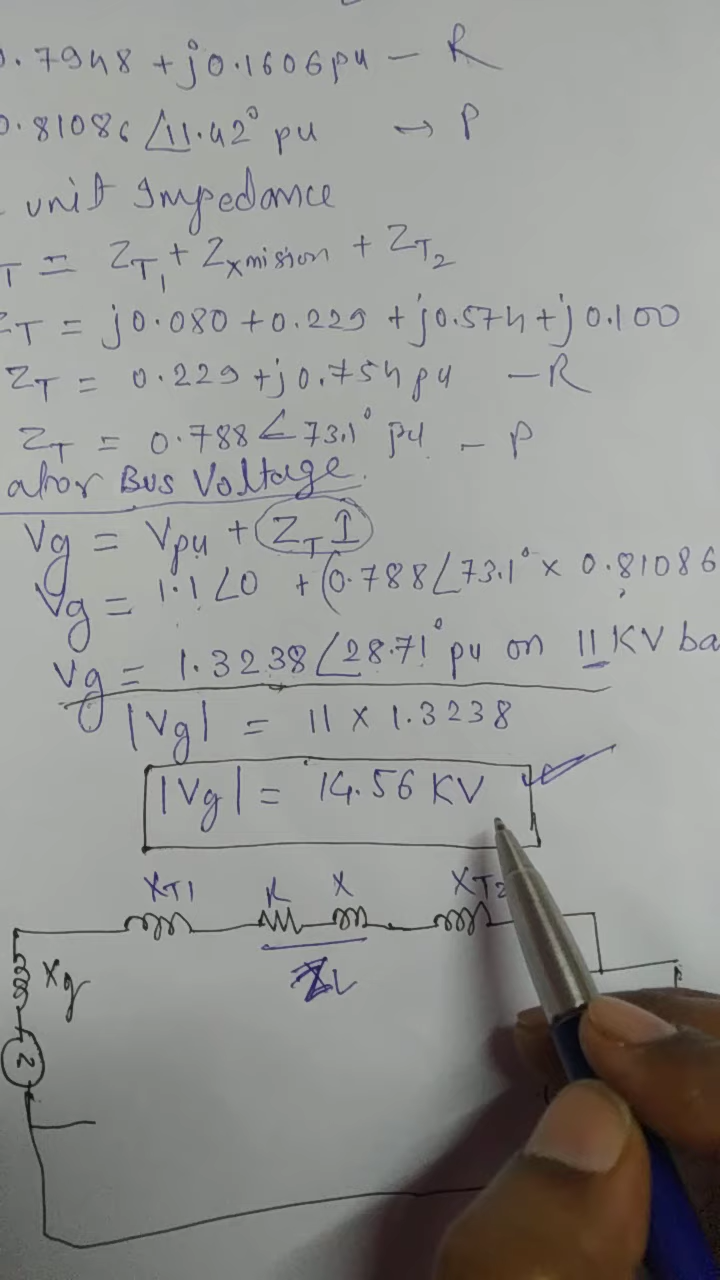 0.7948 + j0.1606 pu – R
0.81086 ∠11.42° pu → P
unit Impedance
T = ZT1 + Zxmision + ZT2
ZT = j0.080 + 0.229 + j0.574 + j0.100
ZT = 0.229 + j0.754 pu – R
ZT = 0.788 ∠73.1° pu – P
ator Bus Voltage.
Vg = Vpu + ZT I
Vg = 1.1∠0 + (0.788∠73.1° × 0.81086
Vg = 1.3238∠28.71° pu on 11 KV ba
|Vg| = 11 × 1.3238
|Vg| = 14.56 KV
XT1 R X XT2
ZL
Xg